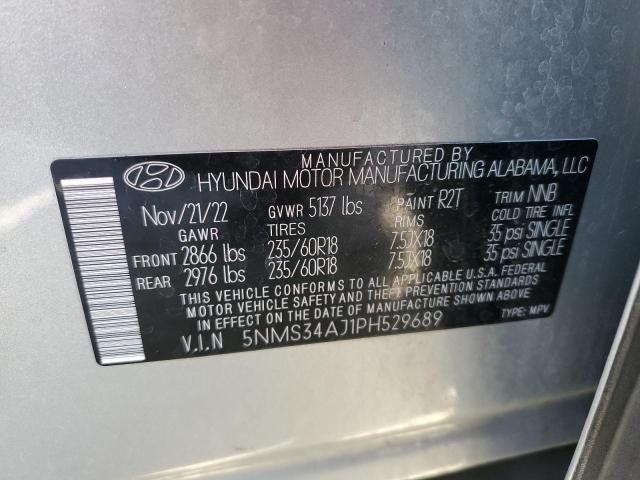 MANUFACTURED BY
HYUNDAI MOTOR MANUFACTURING ALABAMA, LLC
Nov/21/22 GVWR 5137 lbs PAINT R2T TRIM NNB
GAWR TIRES RIMS COLD TIRE INFL
FRONT 2866 lbs 235/60R18 7.5JX18 35 psi SINGLE
REAR 2976 lbs 235/60R18 7.5JX18 35 psi SINGLE
THIS VEHICLE CONFORMS TO ALL APPLICABLE U.S.A. FEDERAL
MOTOR VEHICLE SAFETY AND THEFT PREVENTION STANDARDS
IN EFFECT ON THE DATE OF MANUFACTURE SHOWN ABOVE.
V.I.N 5NMS34AJ1PH529689 TYPE: MPV